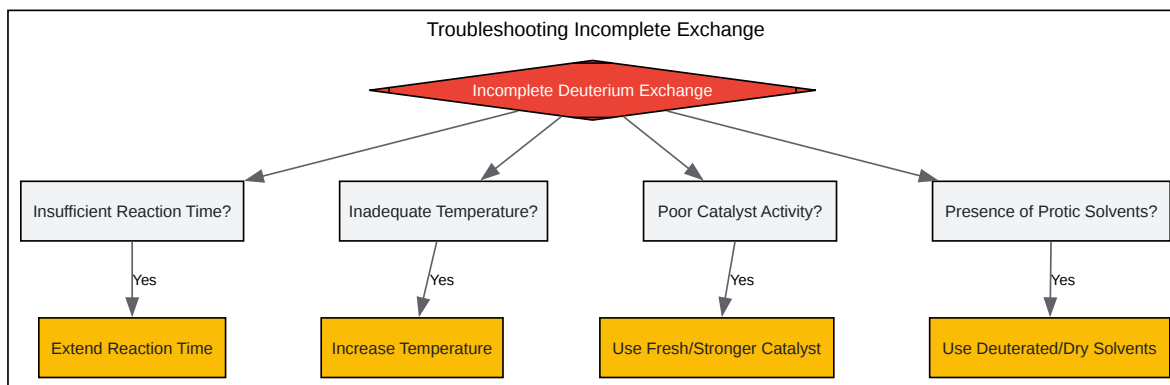 Troubleshooting Incomplete Exchange
Incomplete Deuterium Exchange
Insufficient Reaction Time?
Inadequate Temperature?
Poor Catalyst Activity?
Presence of Protic Solvents?
Yes
Yes
Yes
Yes
Extend Reaction Time
Increase Temperature
Use Fresh/Stronger Catalyst
Use Deuterated/Dry Solvents